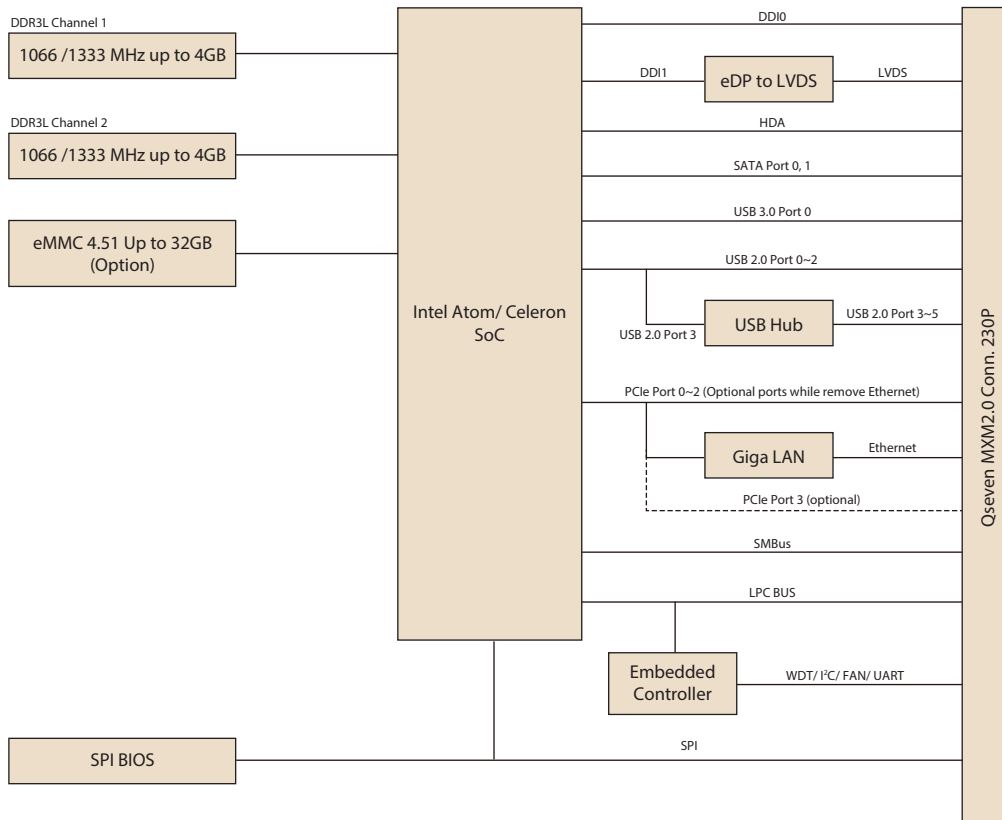 DDR3L Channel 1
1066 /1333 MHz up to 4GB
DDR3L Channel 2
1066 /1333 MHz up to 4GB
eMMC 4.51 Up to 32GB
(Option)
SPI BIOS
Intel Atom/ Celeron
SoC
DDI0
DDI1
eDP to LVDS
LVDS
HDA
SATA Port 0, 1
USB 3.0 Port 0
USB 2.0 Port 0~2
USB 2.0 Port 3
USB Hub
USB 2.0 Port 3~5
PCIe Port 0~2 (Optional ports while remove Ethernet)
Giga LAN
Ethernet
PCIe Port 3 (optional)
SMBus
LPC BUS
Embedded
Controller
WDT/ I²C/ FAN/ UART
SPI
Qseven MXM2.0 Conn. 230P